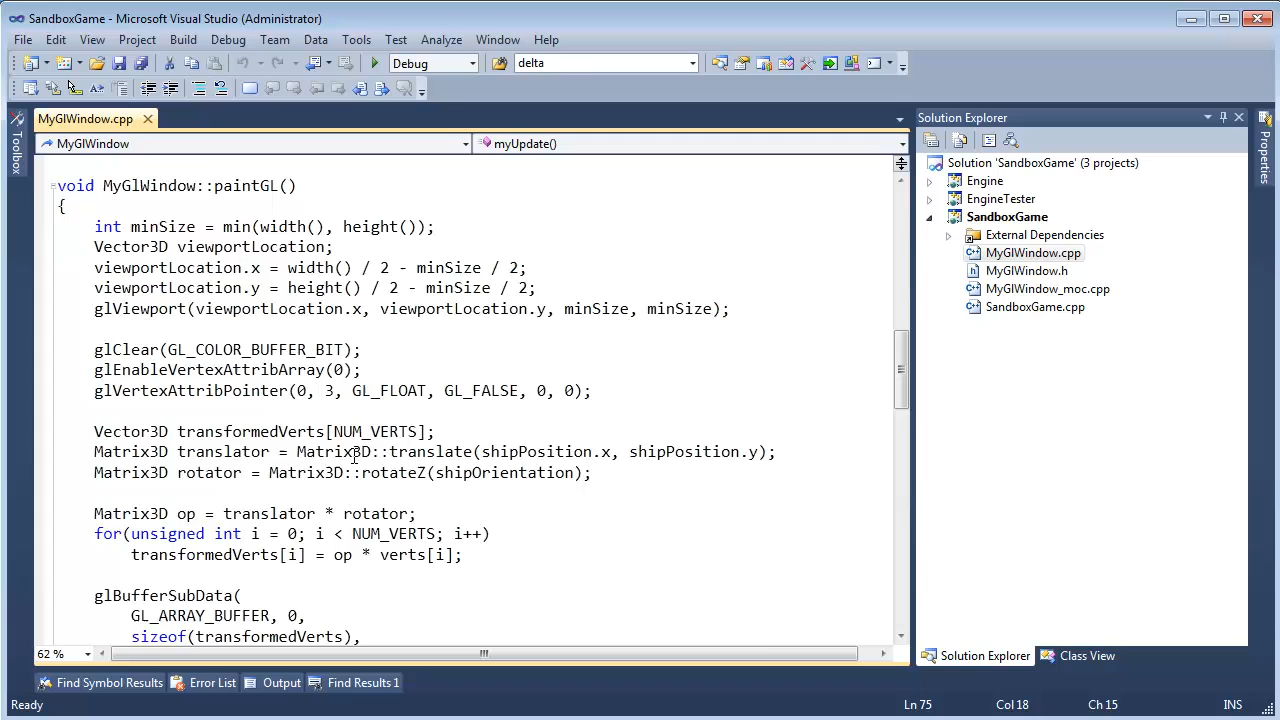 SandboxGame - Microsoft Visual Studio (Administrator)
File Edit View Project Build Debug Team Data Tools Test Analyze Window Help
Debug delta
MyGlWindow.cpp
Solution Explorer
MyGlWindow myUpdate()
Toolbox
Properties
void MyGlWindow::paintGL()
{
int minSize = min(width(), height());
Vector3D viewportLocation;
viewportLocation.x = width() / 2 - minSize / 2;
viewportLocation.y = height() / 2 - minSize / 2;
glViewport(viewportLocation.x, viewportLocation.y, minSize, minSize);
glClear(GL_COLOR_BUFFER_BIT);
glEnableVertexAttribArray(0);
glVertexAttribPointer(0, 3, GL_FLOAT, GL_FALSE, 0, 0);
Vector3D transformedVerts[NUM_VERTS];
Matrix3D translator = Matrix3D::translate(shipPosition.x, shipPosition.y);
Matrix3D rotator = Matrix3D::rotateZ(shipOrientation);
Matrix3D op = translator * rotator;
for(unsigned int i = 0; i < NUM_VERTS; i++)
transformedVerts[i] = op * verts[i];
glBufferSubData(
GL_ARRAY_BUFFER, 0,
sizeof(transformedVerts),
62 %
Solution 'SandboxGame' (3 projects)
Engine
EngineTester
SandboxGame
External Dependencies
MyGlWindow.cpp
MyGlWindow.h
MyGlWindow_moc.cpp
SandboxGame.cpp
Solution Explorer Class View
Find Symbol Results Error List Output Find Results 1
Ready Ln 75 Col 18 Ch 15 INS